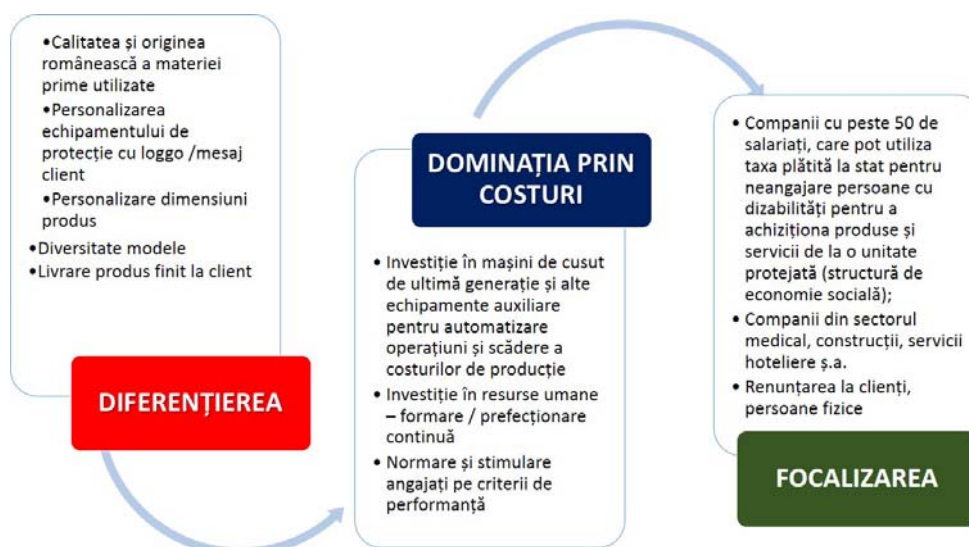 •Calitatea și originea
românească a materiei
prime utilizate
•Personalizarea
echipamentului de
protecție cu loggo /mesaj
client
•Personalizare dimensiuni
produs
•Diversitate modele
•Livrare produs finit la client
DIFERENȚIEREA
DOMINAȚIA PRIN
COSTURI
• Investiție în mașini de cusut
de ultimă generație și alte
echipamente auxiliare
pentru automatizare
operațiuni și scădere a
costurilor de producție
• Investiție în resurse umane
– formare / prefecționare
continuă
• Normare și stimulare
angajați pe criterii de
performanță
• Companii cu peste 50 de
salariați, care pot utiliza
taxa plătită la stat pentru
neangajare persoane cu
dizabilități pentru a
achiziționa produse și
servicii de la o unitate
protejată (structură de
economie socială);
• Companii din sectorul
medical, construcții, servicii
hoteliere ș.a.
• Renunțarea la clienți,
persoane fizice
FOCALIZAREA